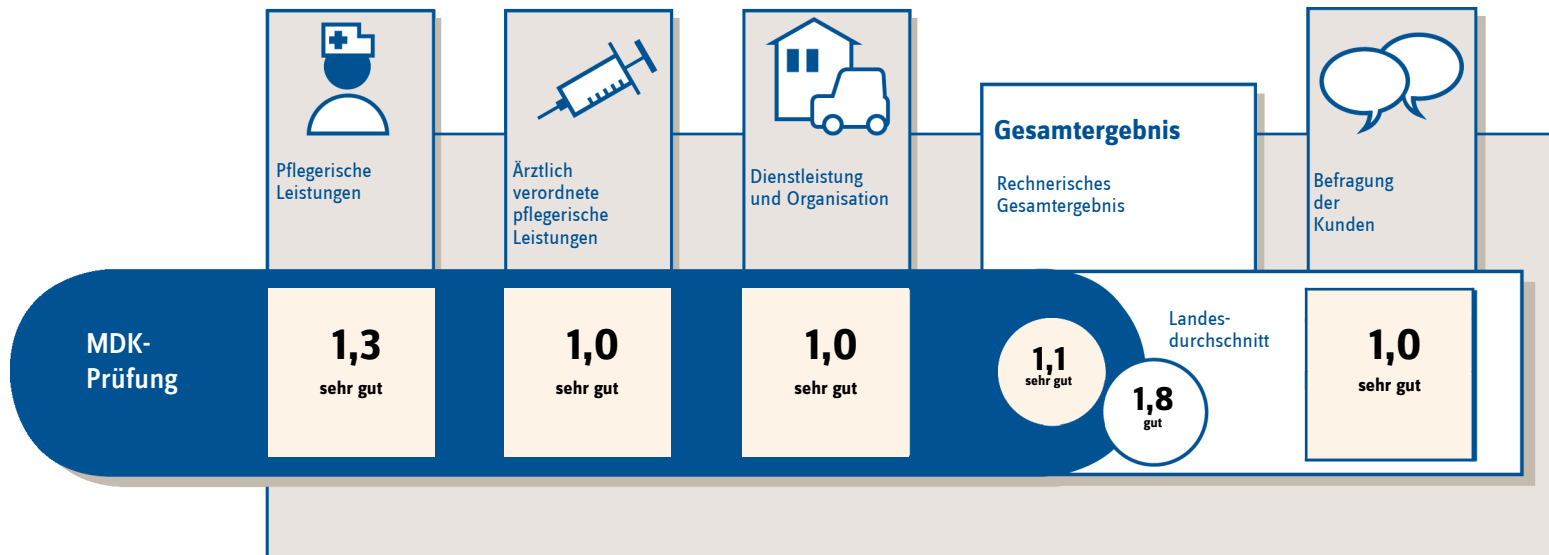 Pflegerische
Leistungen
Ärztlich
verordnete
pflegerische
Leistungen
Dienstleistung
und Organisation
Gesamtergebnis
Rechnerisches
Gesamtergebnis
Befragung
der
Kunden
MDK-
Prüfung
1,3
sehr gut
1,0
sehr gut
1,0
sehr gut
1,1
sehr gut
Landes-
durchschnitt
1,8
gut
1,0
sehr gut